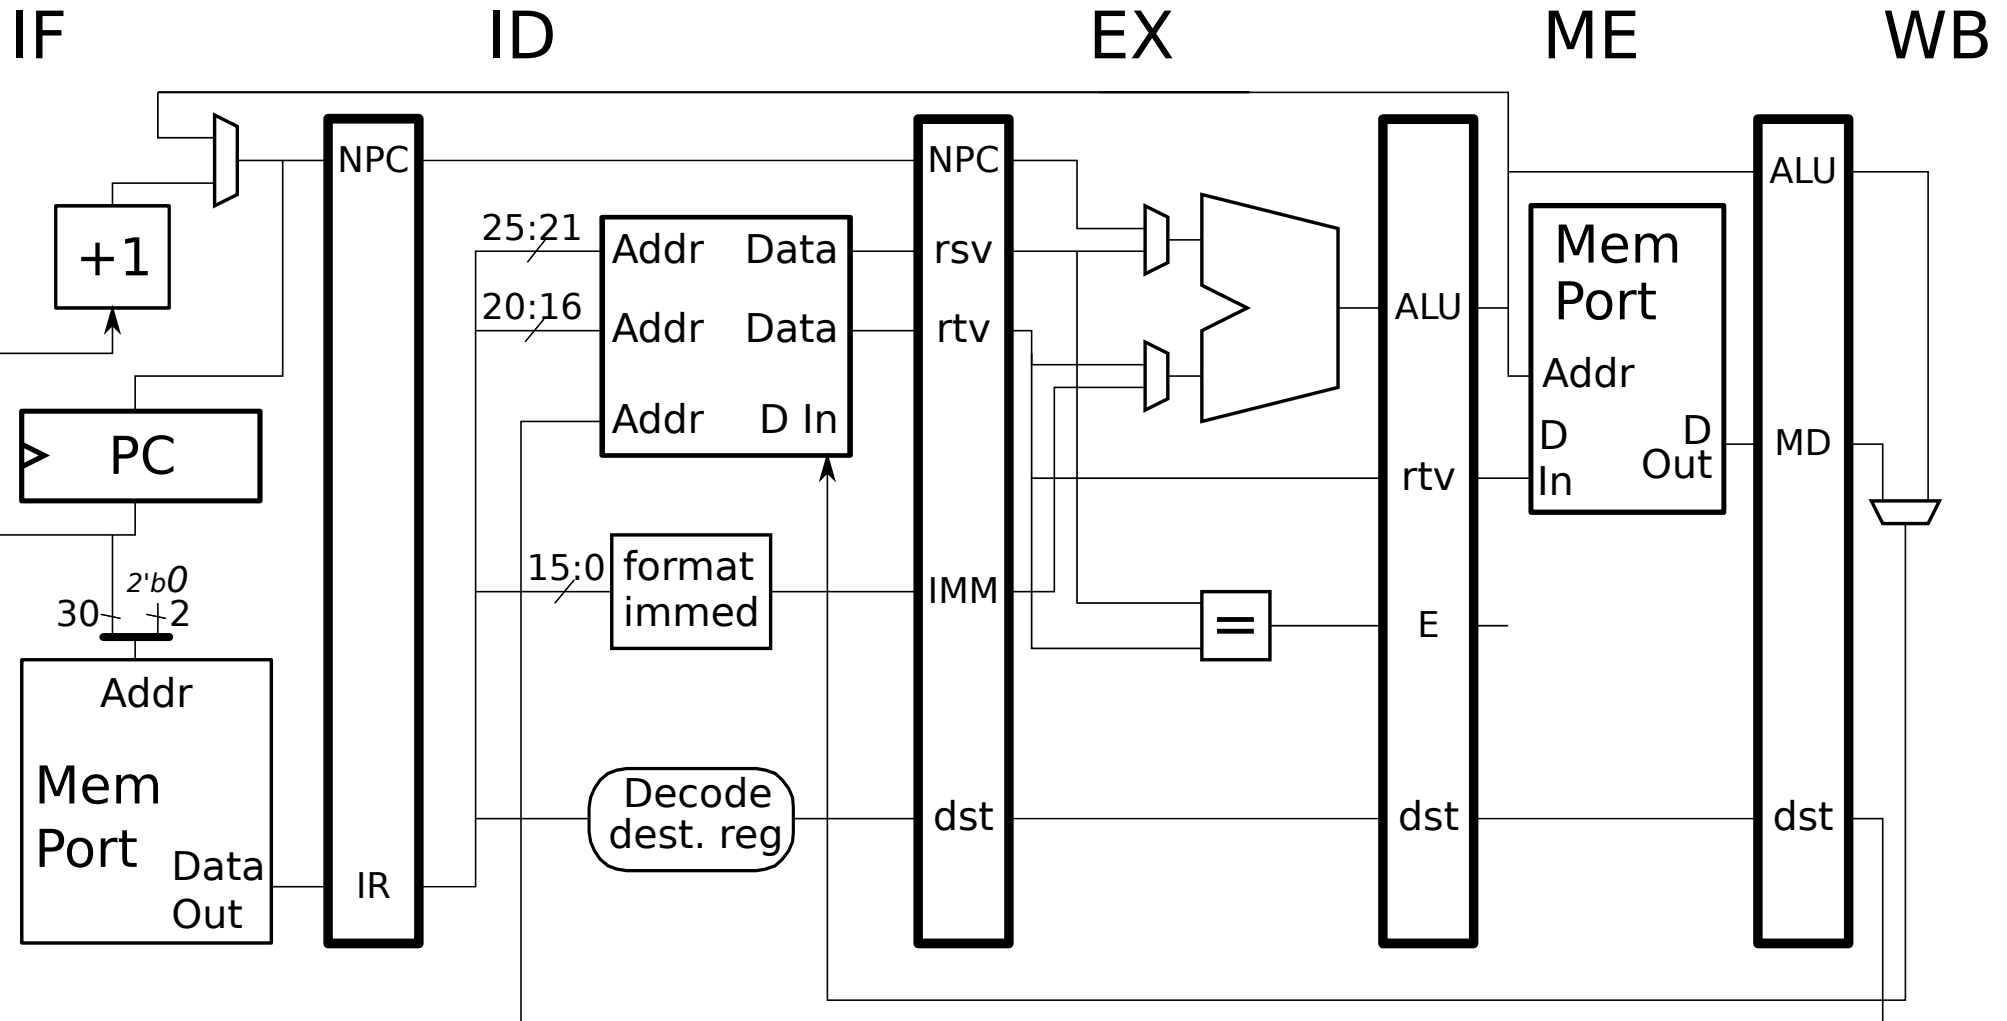 IF
ID
EX
ME
WB
NPC
+1
PC
2'b0
30
2
Addr
Mem
Port
Data
Out
IR
25:21
20:16
Addr Data
Addr Data
Addr D In
15:0
format
immed
Decode
dest. reg
NPC
rsv
rtv
IMM
dst
=
ALU
rtv
E
dst
Mem
Port
Addr
D
In
D
Out
ALU
MD
dst